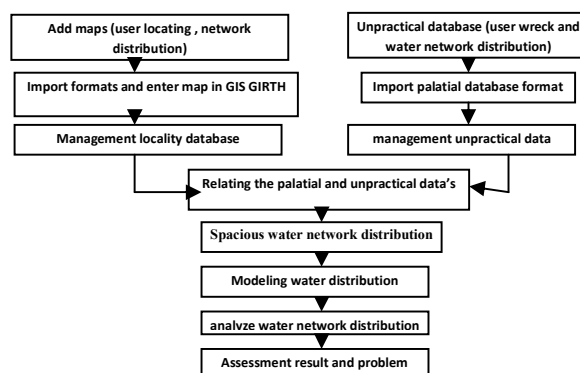 Add maps (user locating , network
distribution)
Import formats and enter map in GIS GIRTH
Management locality database
Unpractical database (user wreck and
water network distribution)
Import palatial database format
management unpractical data
Relating the palatial and unpractical data's
Spacious water network distribution
Modeling water distribution
analyze water network distribution
Assessment result and problem